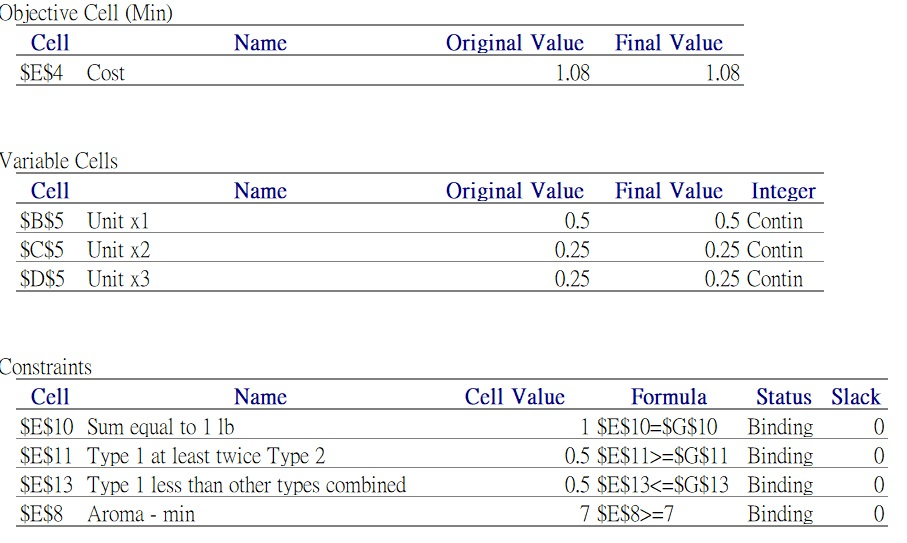 Objective Cell (Min)
Cell Name Original Value Final Value
$E$4 Cost 1.08 1.08
Variable Cells
Cell Name Original Value Final Value Integer
$B$5 Unit x1 0.5 0.5 Contin
$C$5 Unit x2 0.25 0.25 Contin
$D$5 Unit x3 0.25 0.25 Contin
Constraints
Cell Name Cell Value Formula Status Slack
$E$10 Sum equal to 1 lb 1 $E$10=$G$10 Binding 0
$E$11 Type 1 at least twice Type 2 0.5 $E$11>=$G$11 Binding 0
$E$13 Type 1 less than other types combined 0.5 $E$13<=$G$13 Binding 0
$E$8 Aroma - min 7 $E$8>=7 Binding 0